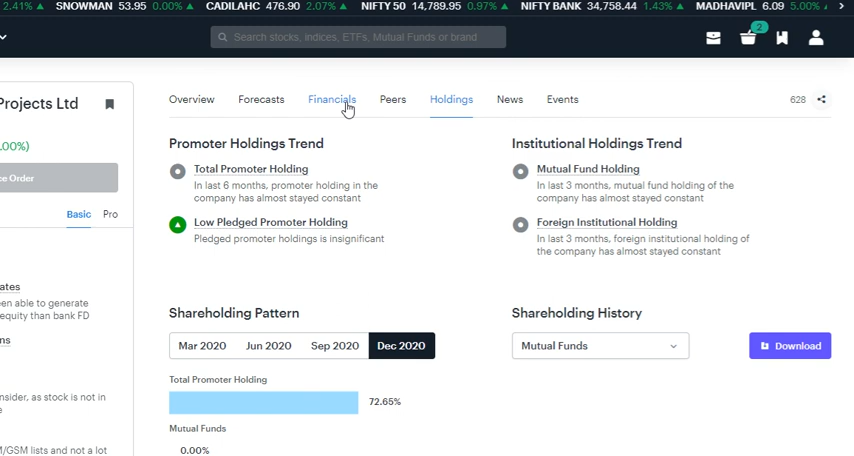 2.41% SNOWMAN 53.95 0.00% CADILAHC 476.90 2.07% NIFTY 50 14,789.95 0.97% NIFTY BANK 34,758.44 1.43% MADHAVIPL 6.09 5.00%
Search stocks, indices, ETFs, Mutual Funds or brand
2
Projects Ltd
.00%)
ce Order
Basic Pro
ates
en able to generate
equity than bank FD
ns
nsider, as stock is not in
e
M/GSM lists and not a lot
Overview Forecasts Financials Peers Holdings News Events 628
Promoter Holdings Trend
Total Promoter Holding
In last 6 months, promoter holding in the
company has almost stayed constant
Low Pledged Promoter Holding
Pledged promoter holdings is insignificant
Institutional Holdings Trend
Mutual Fund Holding
In last 3 months, mutual fund holding of the
company has almost stayed constant
Foreign Institutional Holding
In last 3 months, foreign institutional holding of
the company has almost stayed constant
Shareholding Pattern
Mar 2020 Jun 2020 Sep 2020 Dec 2020
Total Promoter Holding
72.65%
Mutual Funds
0.00%
Shareholding History
Mutual Funds
Download